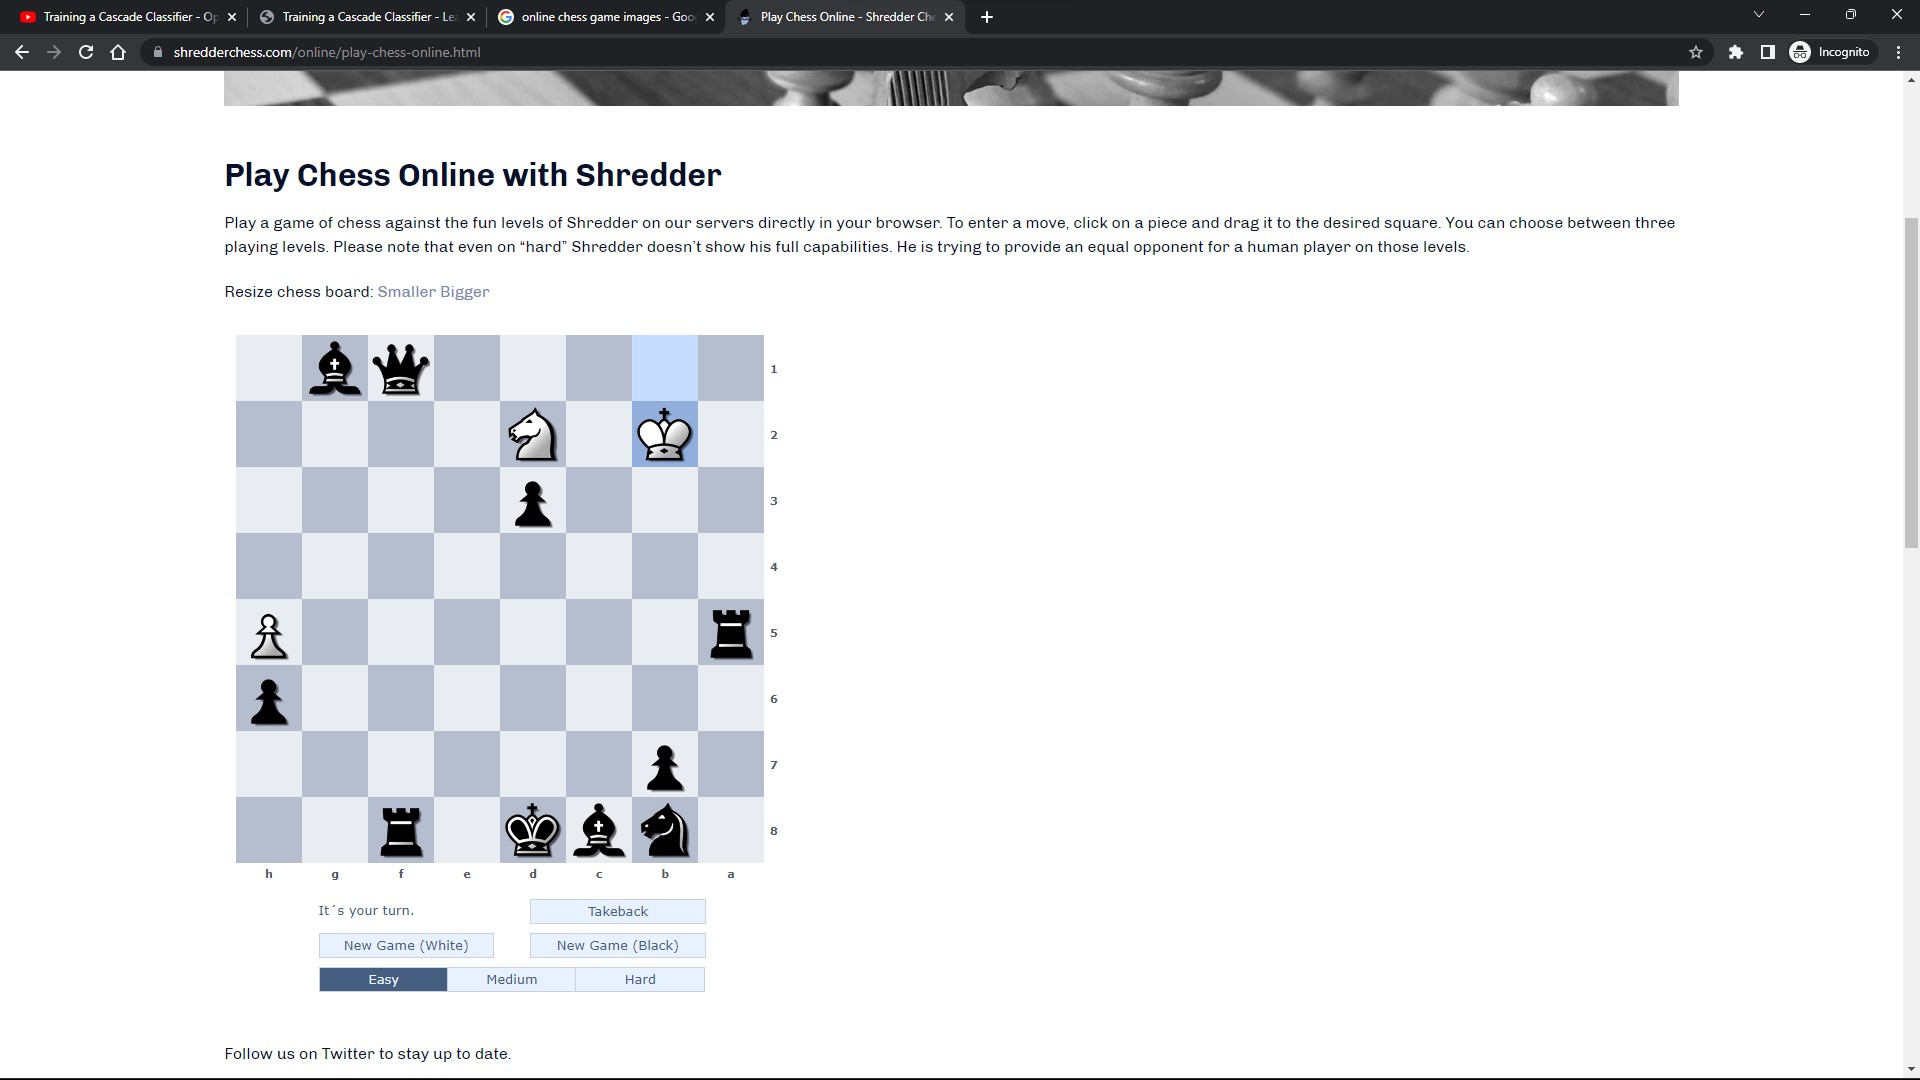 Training a Cascade Classifier - Op
Training a Cascade Classifier - Le
online chess game images - Goo
Play Chess Online - Shredder Che
shredderchess.com/online/play-chess-online.html
Incognito
Play Chess Online with Shredder
Play a game of chess against the fun levels of Shredder on our servers directly in your browser. To enter a move, click on a piece and drag it to the desired square. You can choose between three
playing levels. Please note that even on “hard” Shredder doesn’t show his full capabilities. He is trying to provide an equal opponent for a human player on those levels.
Resize chess board: Smaller Bigger
1
2
3
4
5
6
7
8
h g f e d c b a
It´s your turn. Takeback
New Game (White) New Game (Black)
Easy Medium Hard
Follow us on Twitter to stay up to date.